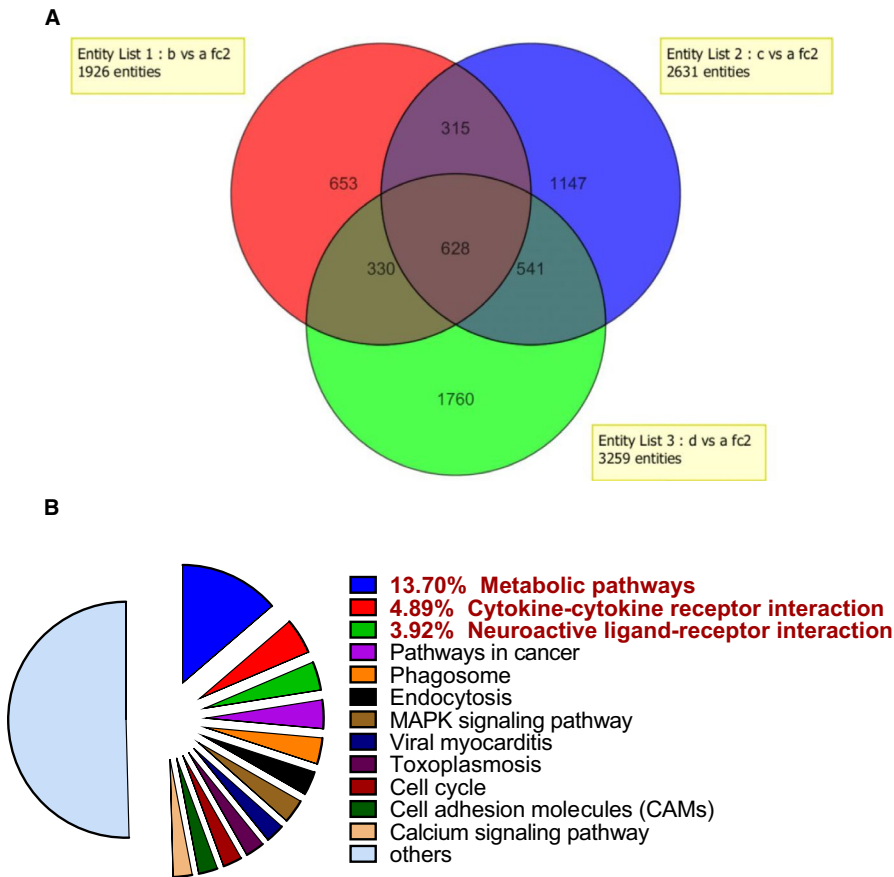 A
Entity List 1 : b vs a fc2
1926 entities
Entity List 2 : c vs a fc2
2631 entities
315
653
1147
628
330
541
1760
Entity List 3 : d vs a fc2
3259 entities
B
13.70% Metabolic pathways
4.89% Cytokine-cytokine receptor interaction
3.92% Neuroactive ligand-receptor interaction
Pathways in cancer
Phagosome
Endocytosis
MAPK signaling pathway
Viral myocarditis
Toxoplasmosis
Cell cycle
Cell adhesion molecules (CAMs)
Calcium signaling pathway
others